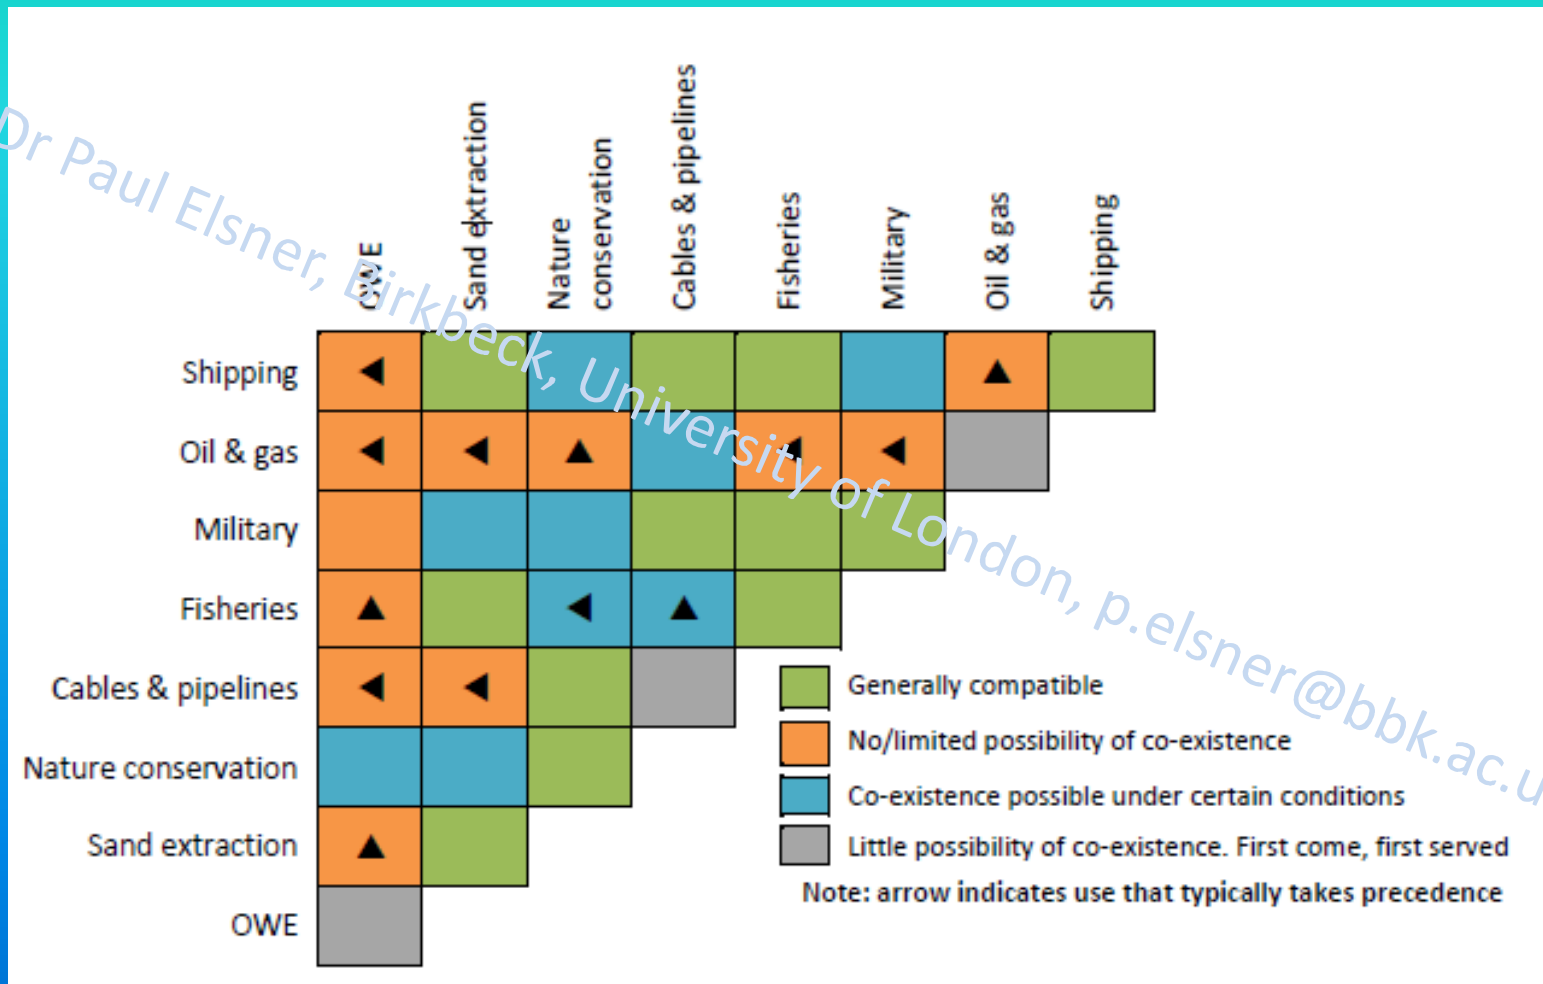 OWE
Sand extraction
Nature
conservation
Cables & pipelines
Fisheries
Military
Oil & gas
Shipping
Shipping
Oil & gas
Military
Fisheries
Cables & pipelines
Nature conservation
Sand extraction
OWE
Generally compatible
No/limited possibility of co-existence
Co-existence possible under certain conditions
Little possibility of co-existence. First come, first served
Note: arrow indicates use that typically takes precedence
Dr Paul Elsner, Birkbeck, University of London, p.elsner@bbk.ac.u